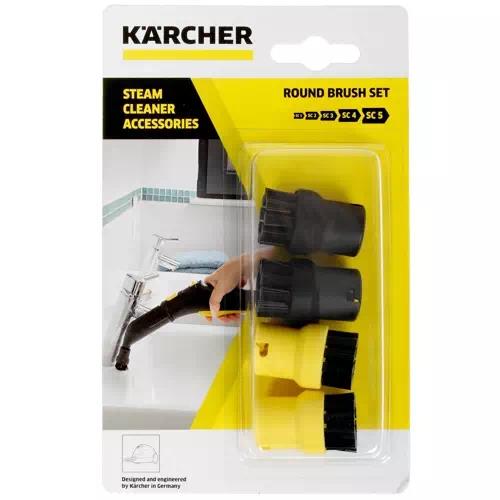 KÄRCHER
STEAM
CLEANER
ACCESSORIES
ROUND BRUSH SET
SC 1 SC 2 SC 3 SC 4 SC 5
Designed and engineered
by Kärcher in Germany